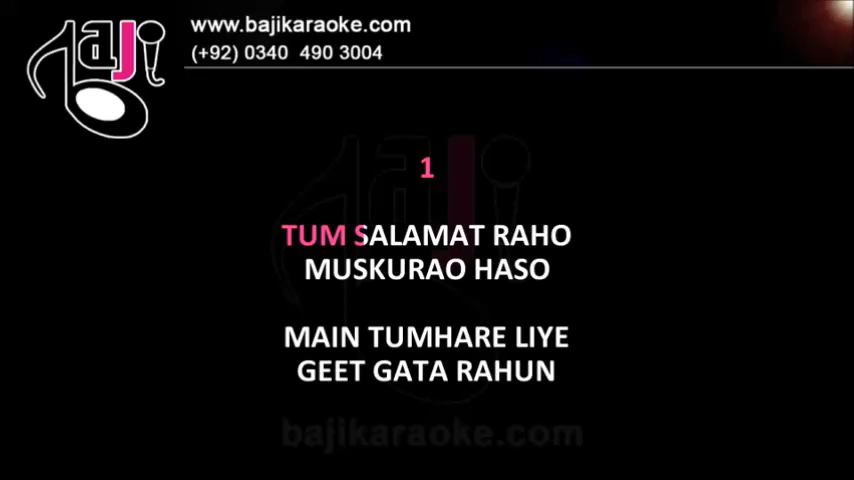 Baji
www.bajikaraoke.com
(+92) 0340 490 3004
1
TUM SALAMAT RAHO
MUSKURAO HASO
MAIN TUMHARE LIYE
GEET GATA RAHUN
bajikaraoke.com